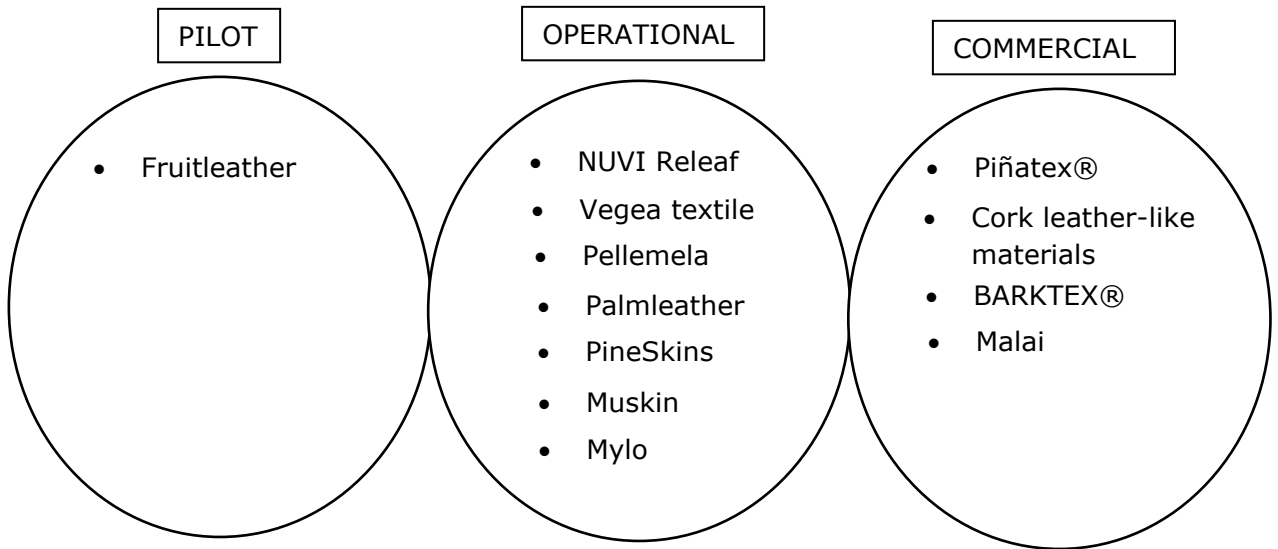 PILOT
• Fruitleather
OPERATIONAL
• NUVI Releaf
• Vegea textile
• Pellemela
• Palmleather
• PineSkins
• Muskin
• Mylo
COMMERCIAL
• Piñatex®
• Cork leather-like
materials
• BARKTEX®
• Malai